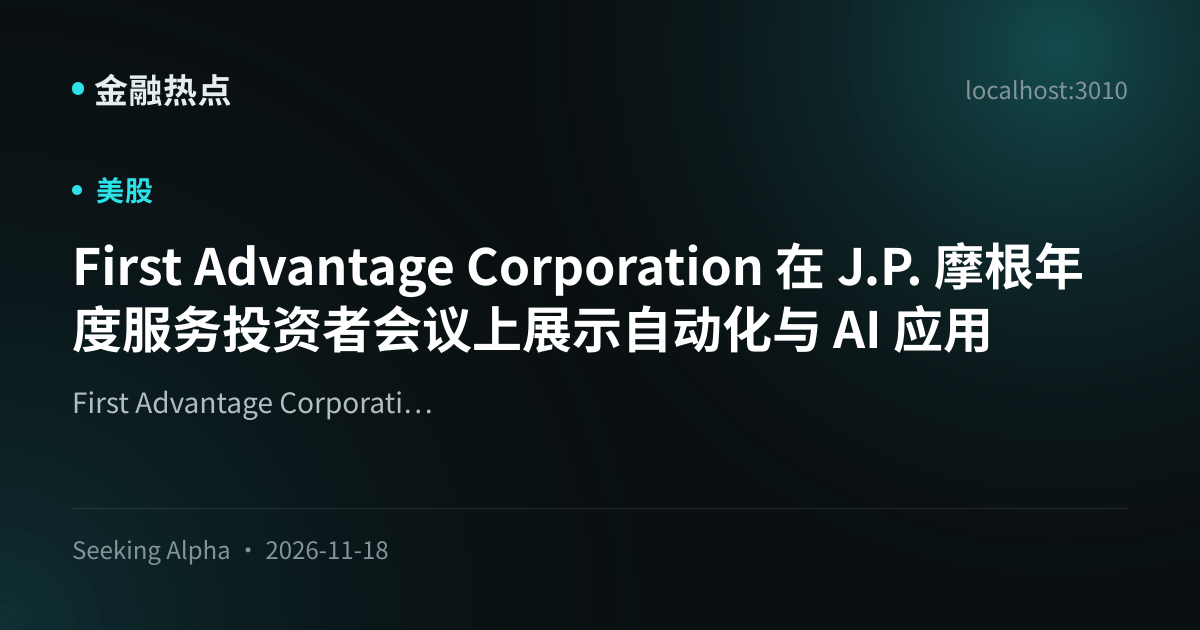 金融热点
localhost:3010
美股
First Advantage Corporation 在 J.P. 摩根年
度服务投资者会议上展示自动化与 AI 应用
First Advantage Corporati…
Seeking Alpha · 2026-11-18